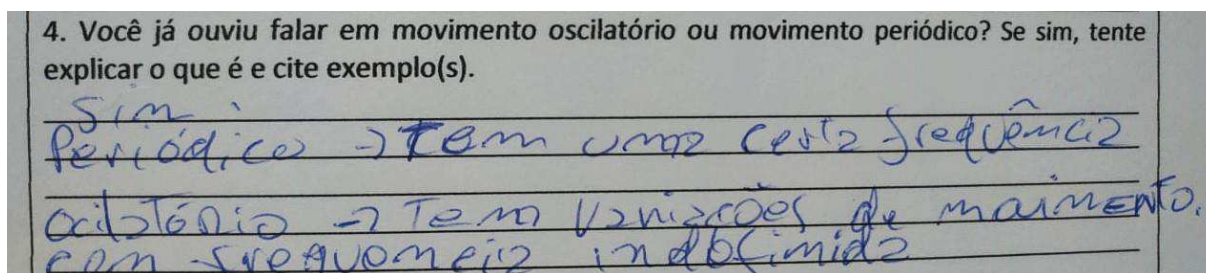 4. Você já ouviu falar em movimento oscilatório ou movimento periódico? Se sim, tente
explicar o que é e cite exemplo(s).
Sim
Periódico → Tem uma certa frequência
ocilatório → Tem variações de movimento.
com frequencia indefinida